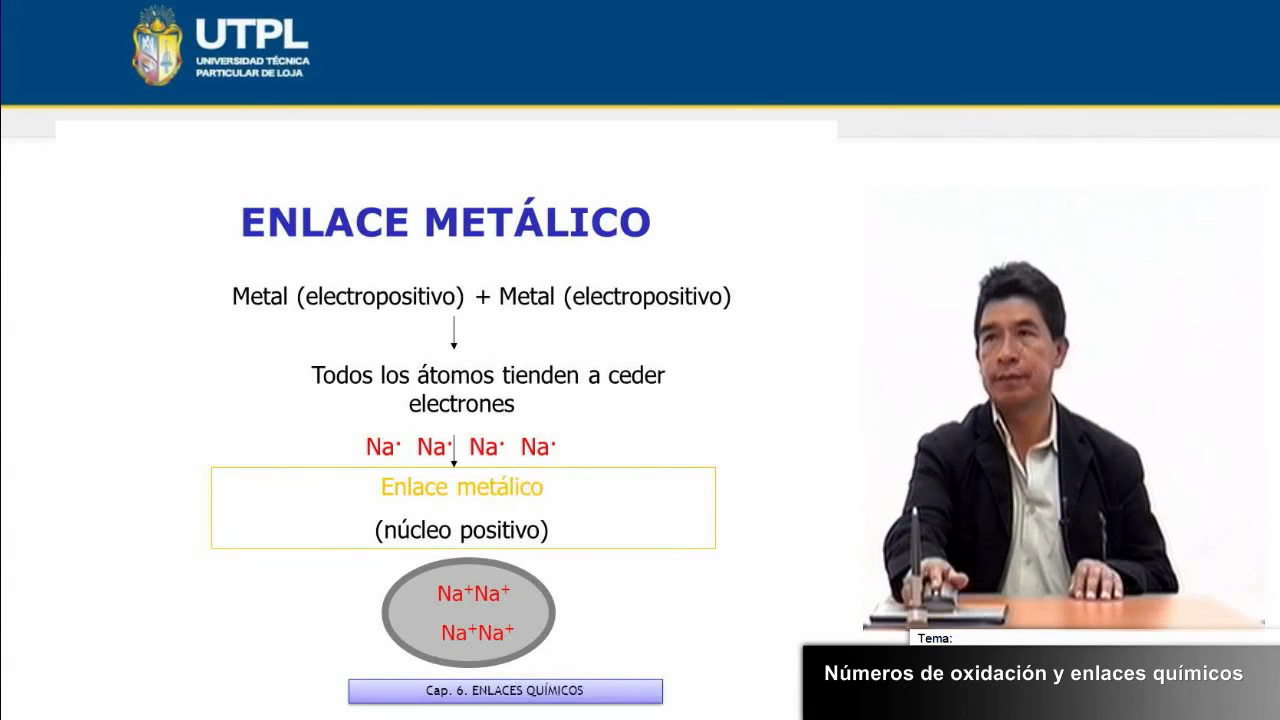 UTPL
UNIVERSIDAD TÉCNICA
PARTICULAR DE LOJA
ENLACE METÁLICO
Metal (electropositivo) + Metal (electropositivo)
Todos los átomos tienden a ceder
electrones
Na· Na· Na· Na·
Enlace metálico
(núcleo positivo)
Na⁺Na⁺
Na⁺Na⁺
Cap. 6. ENLACES QUÍMICOS
Tema:
Números de oxidación y enlaces químicos